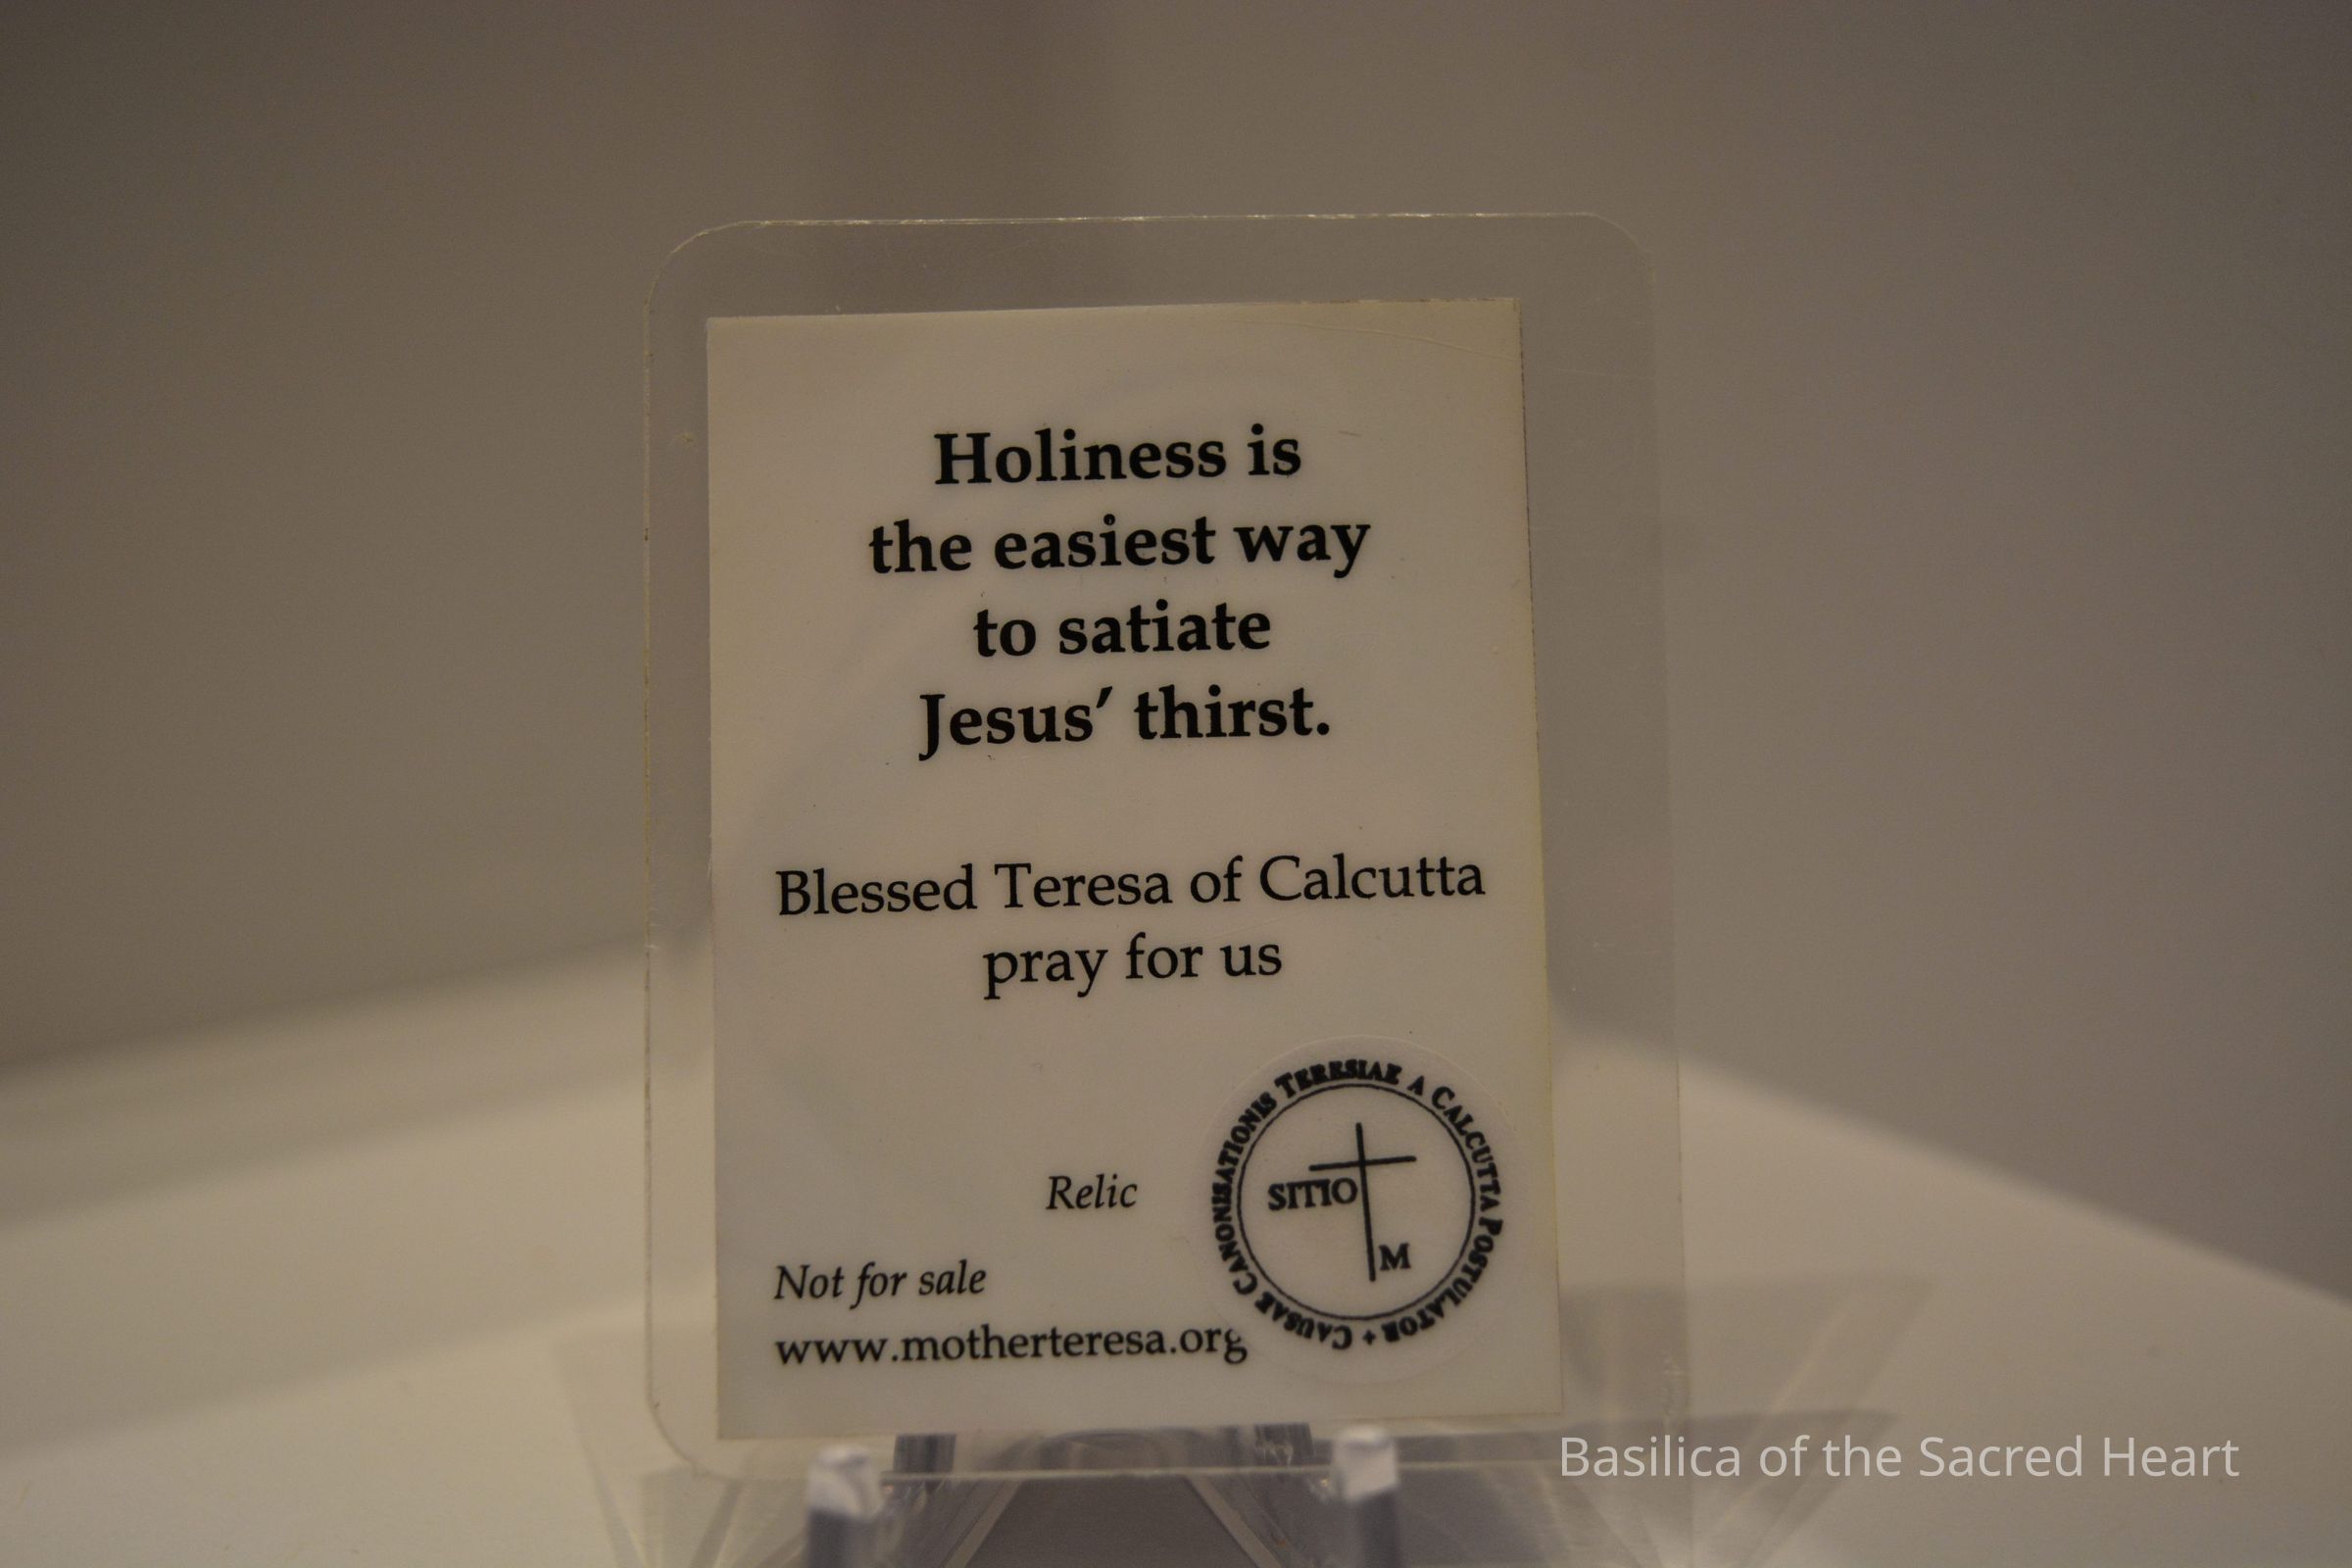 Holiness is
the easiest way
to satiate
Jesus’ thirst.
Blessed Teresa of Calcutta
pray for us
Relic
Not for sale
www.motherteresa.org
CAUSAE CANONISATIONIS TERESIAE A CALCUTTA POSTULATOR +
SITIO
M
Basilica of the Sacred Heart